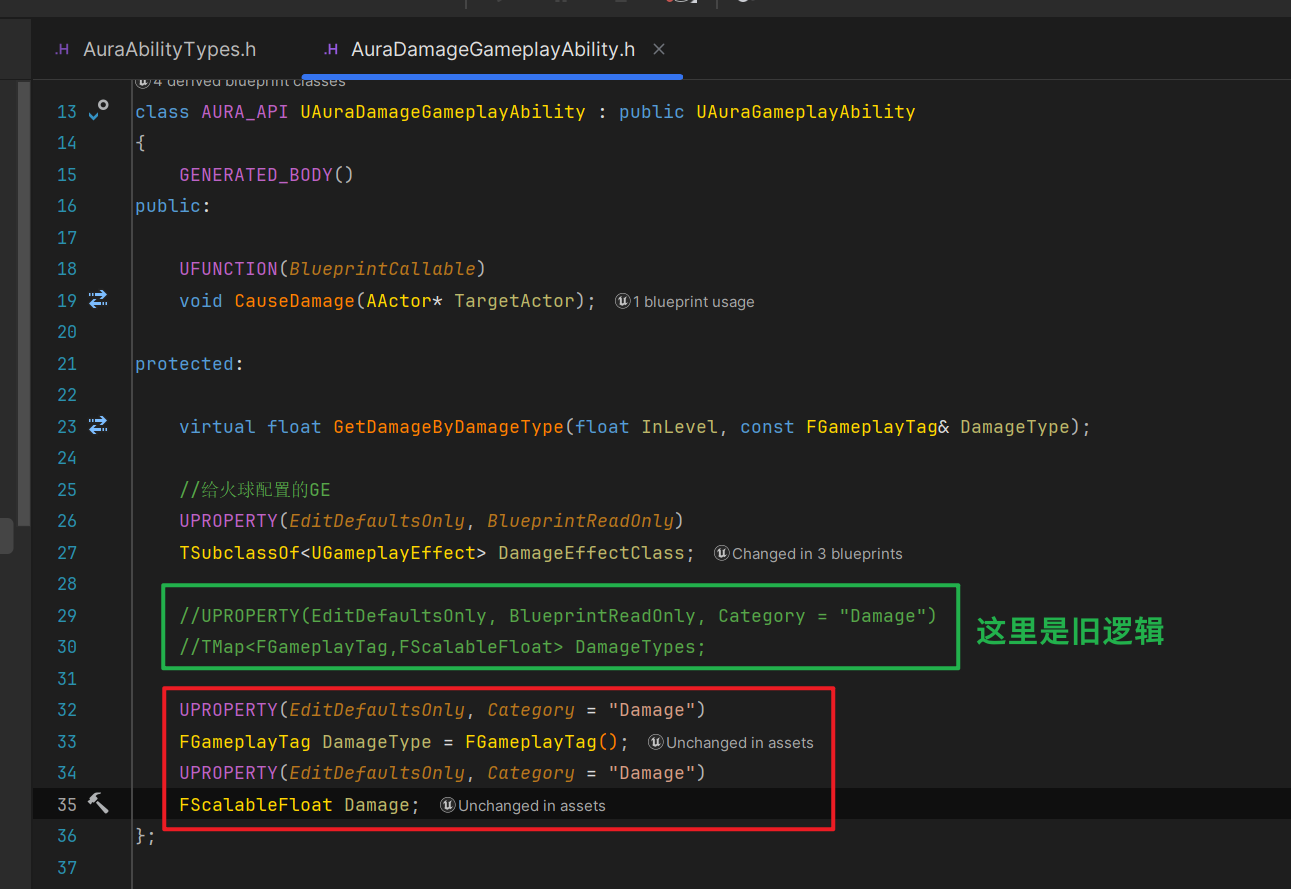 .H AuraAbilityTypes.h .H AuraDamageGameplayAbility.h ×
4 derived blueprint classes
13 class AURA_API UAuraDamageGameplayAbility : public UAuraGameplayAbility
14 {
15 GENERATED_BODY()
16 public:
17
18 UFUNCTION(BlueprintCallable)
19 void CauseDamage(AActor* TargetActor); 1 blueprint usage
20
21 protected:
22
23 virtual float GetDamageByDamageType(float InLevel, const FGameplayTag& DamageType);
24
25 //给火球配置的GE
26 UPROPERTY(EditDefaultsOnly, BlueprintReadOnly)
27 TSubclassOf<UGameplayEffect> DamageEffectClass; Changed in 3 blueprints
28
29 //UPROPERTY(EditDefaultsOnly, BlueprintReadOnly, Category = "Damage")
这里是旧逻辑
30 //TMap<FGameplayTag,FScalableFloat> DamageTypes;
31
32 UPROPERTY(EditDefaultsOnly, Category = "Damage")
33 FGameplayTag DamageType = FGameplayTag(); Unchanged in assets
34 UPROPERTY(EditDefaultsOnly, Category = "Damage")
35 FScalableFloat Damage; Unchanged in assets
36 };
37